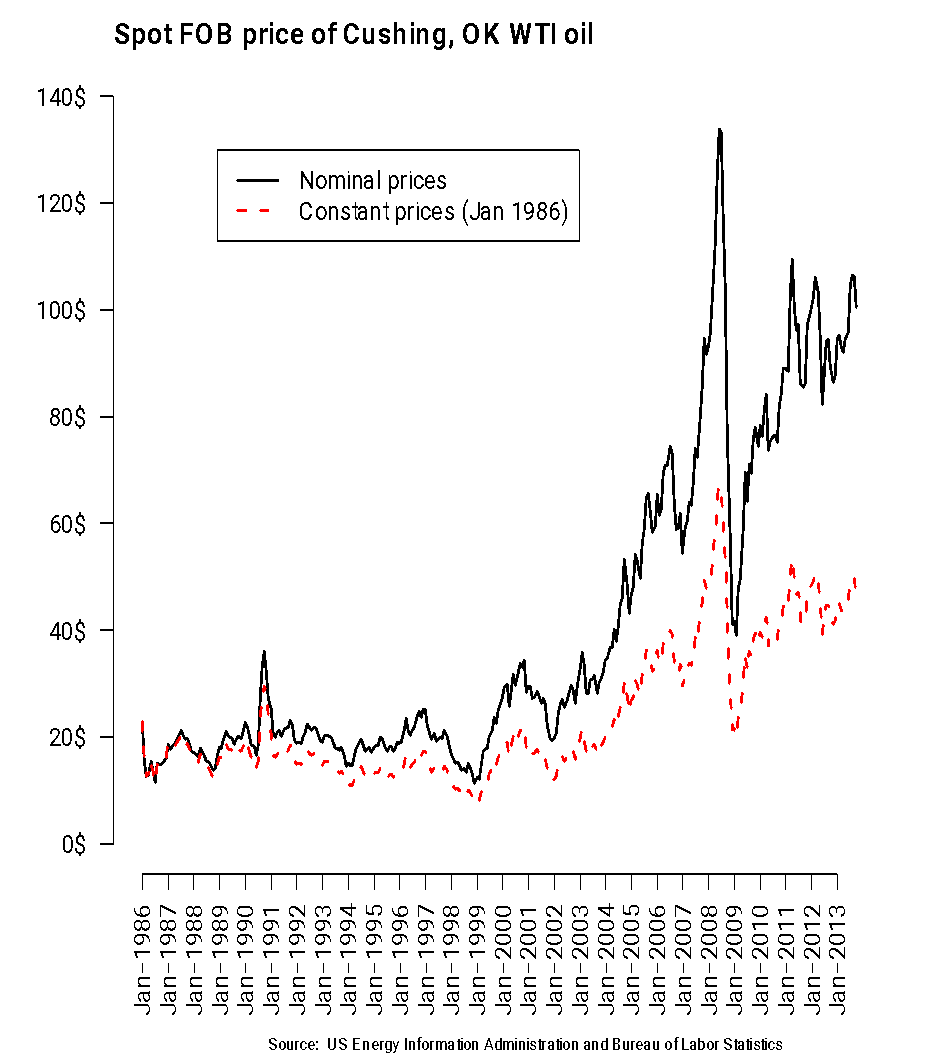 Spot FOB price of Cushing, OK WTI oil
140$
120$
100$
80$
60$
40$
20$
0$
Nominal prices
Constant prices (Jan 1986)
Jan-1986
Jan-1987
Jan-1988
Jan-1989
Jan-1990
Jan-1991
Jan-1992
Jan-1993
Jan-1994
Jan-1995
Jan-1996
Jan-1997
Jan-1998
Jan-1999
Jan-2000
Jan-2001
Jan-2002
Jan-2003
Jan-2004
Jan-2005
Jan-2006
Jan-2007
Jan-2008
Jan-2009
Jan-2010
Jan-2011
Jan-2012
Jan-2013
Source: US Energy Information Administration and Bureau of Labor Statistics